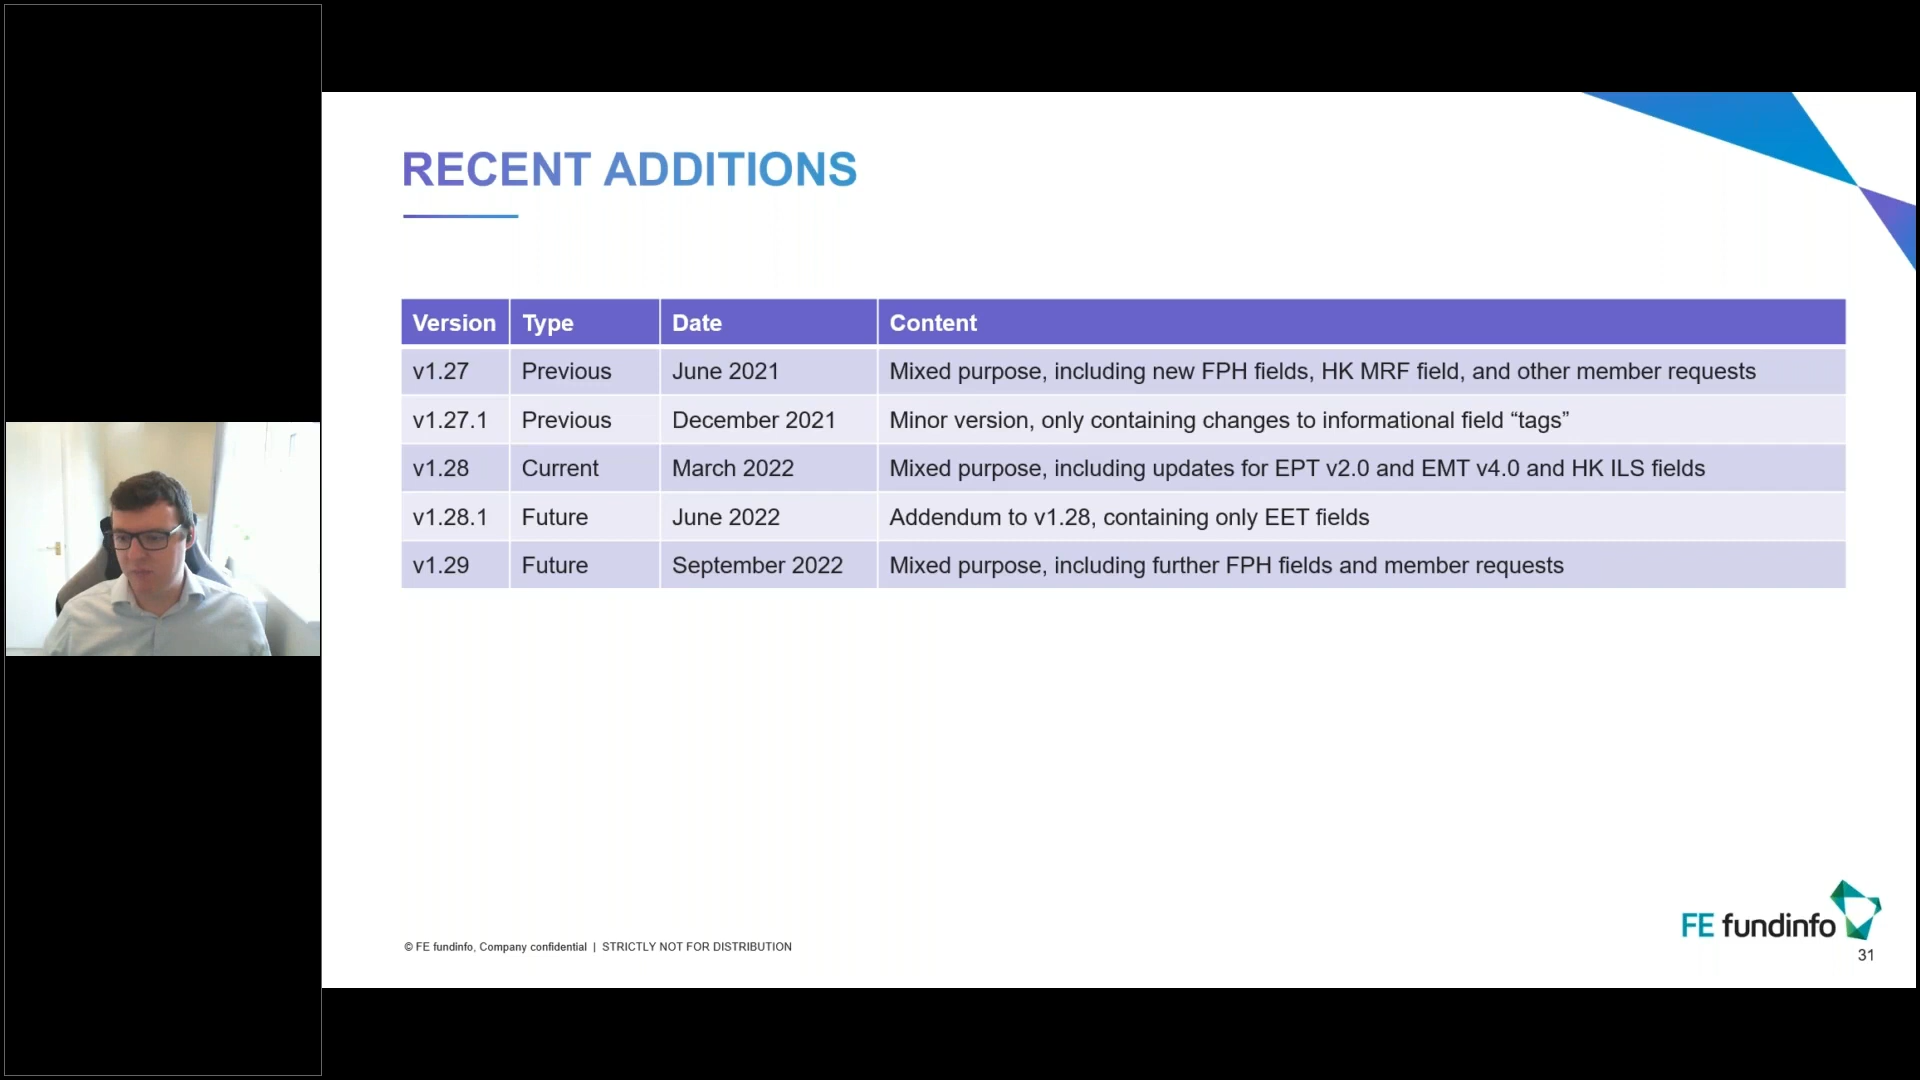 RECENT ADDITIONS
Version Type Date Content
v1.27 Previous June 2021 Mixed purpose, including new FPH fields, HK MRF field, and other member requests
v1.27.1 Previous December 2021 Minor version, only containing changes to informational field “tags”
v1.28 Current March 2022 Mixed purpose, including updates for EPT v2.0 and EMT v4.0 and HK ILS fields
v1.28.1 Future June 2022 Addendum to v1.28, containing only EET fields
v1.29 Future September 2022 Mixed purpose, including further FPH fields and member requests
© FE fundinfo, Company confidential | STRICTLY NOT FOR DISTRIBUTION
FE fundinfo
31